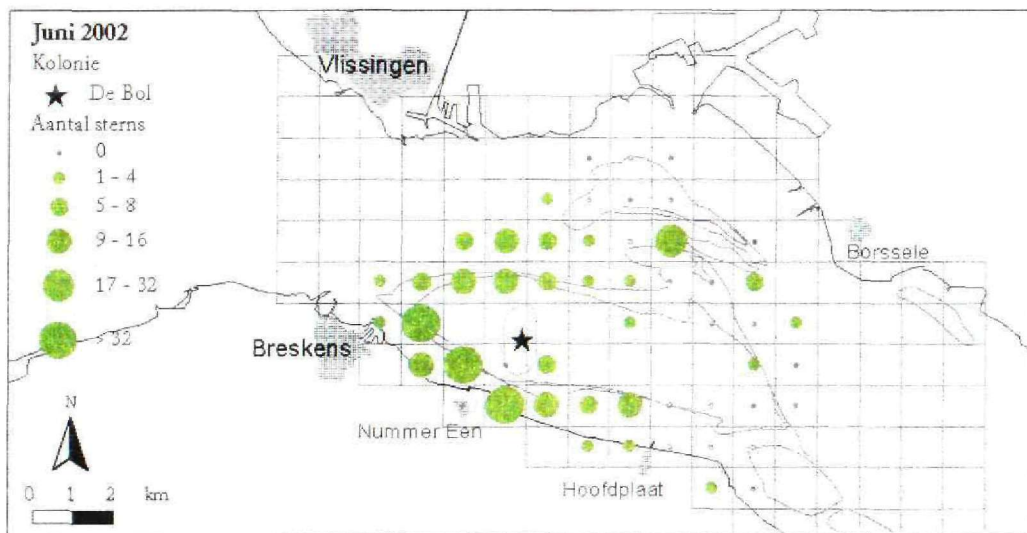 Juni 2002
Kolonie
De Bol
Aantal sterns
0
1 - 4
5 - 8
9 - 16
17 - 32
32
Vlissingen
Borssele
Breskens
Nummer Een
Hoofdplaat
N
0 1 2 km